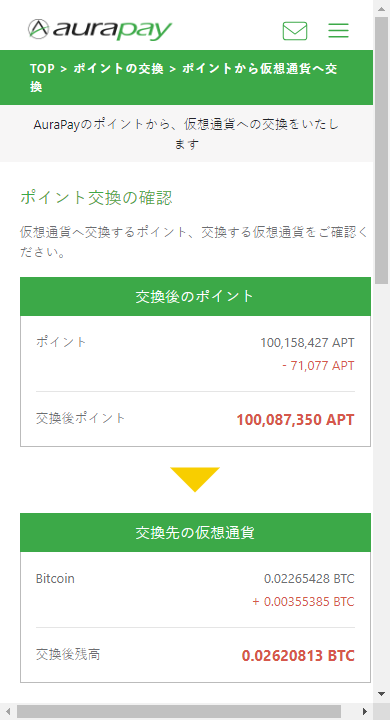 aurapay
TOP > ポイントの交換 > ポイントから仮想通貨へ交
換
AuraPayのポイントから、仮想通貨への交換をいたし
ます
ポイント交換の確認
仮想通貨へ交換するポイント、交換する仮想通貨をご確認く
ださい。
交換後のポイント
ポイント 100,158,427 APT
- 71,077 APT
交換後ポイント 100,087,350 APT
交換先の仮想通貨
Bitcoin 0.02265428 BTC
+ 0.00355385 BTC
交換後残高 0.02620813 BTC